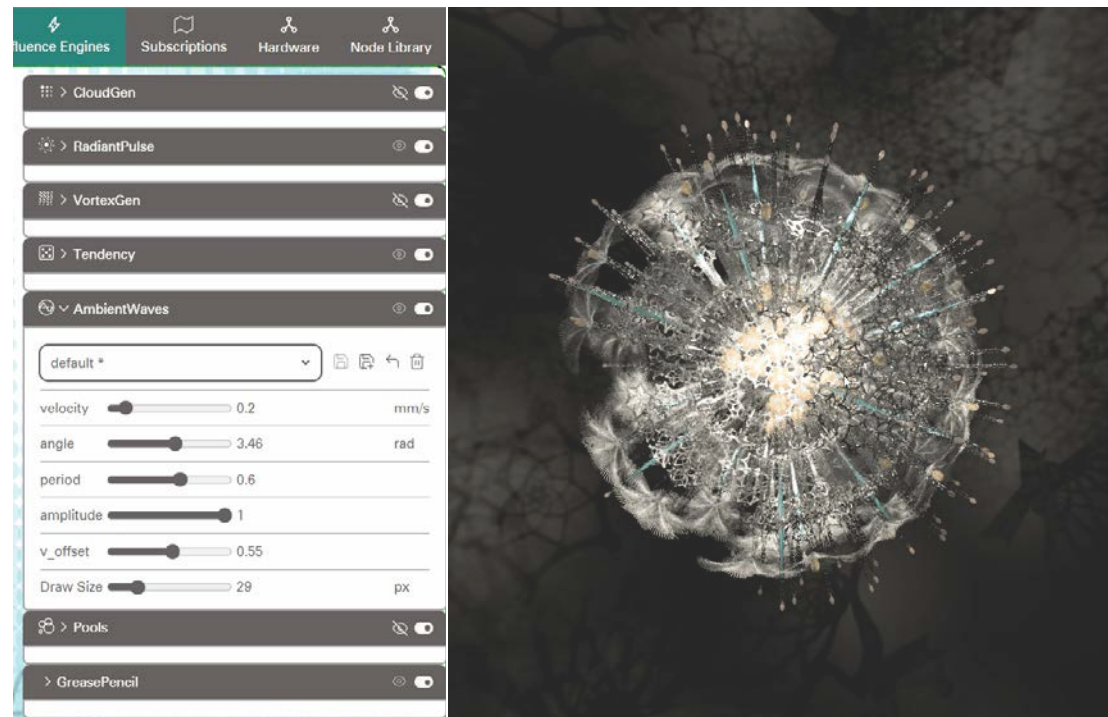 fluence Engines
Subscriptions
Hardware
Node Library
CloudGen
RadiantPulse
VortexGen
Tendency
AmbientWaves
default *
velocity 0.2 mm/s
angle 3.46 rad
period 0.6
amplitude 1
v_offset 0.55
Draw Size 29 px
Pools
GreasePencil